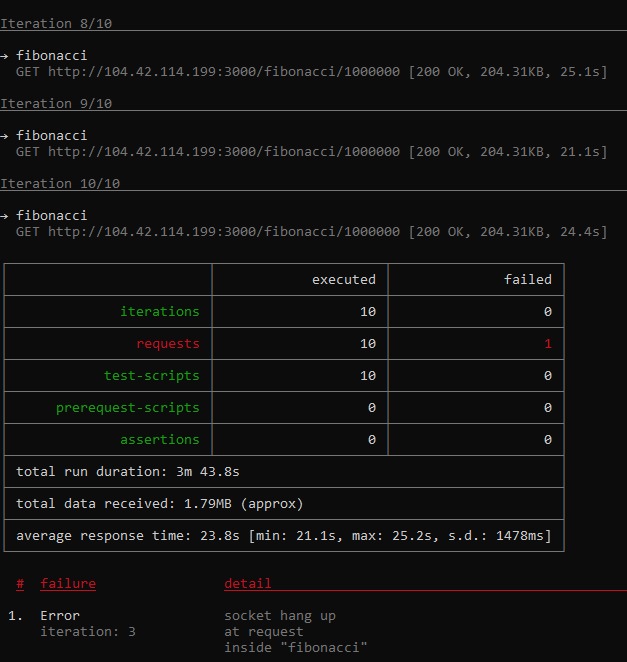 Iteration 8/10
→ fibonacci
GET http://104.42.114.199:3000/fibonacci/1000000 [200 OK, 204.31KB, 25.1s]
Iteration 9/10
→ fibonacci
GET http://104.42.114.199:3000/fibonacci/1000000 [200 OK, 204.31KB, 21.1s]
Iteration 10/10
→ fibonacci
GET http://104.42.114.199:3000/fibonacci/1000000 [200 OK, 204.31KB, 24.4s]
executed failed
iterations 10 0
requests 10 1
test-scripts 10 0
prerequest-scripts 0 0
assertions 0 0
total run duration: 3m 43.8s
total data received: 1.79MB (approx)
average response time: 23.8s [min: 21.1s, max: 25.2s, s.d.: 1478ms]
# failure detail
1. Error socket hang up
iteration: 3 at request
inside "fibonacci"